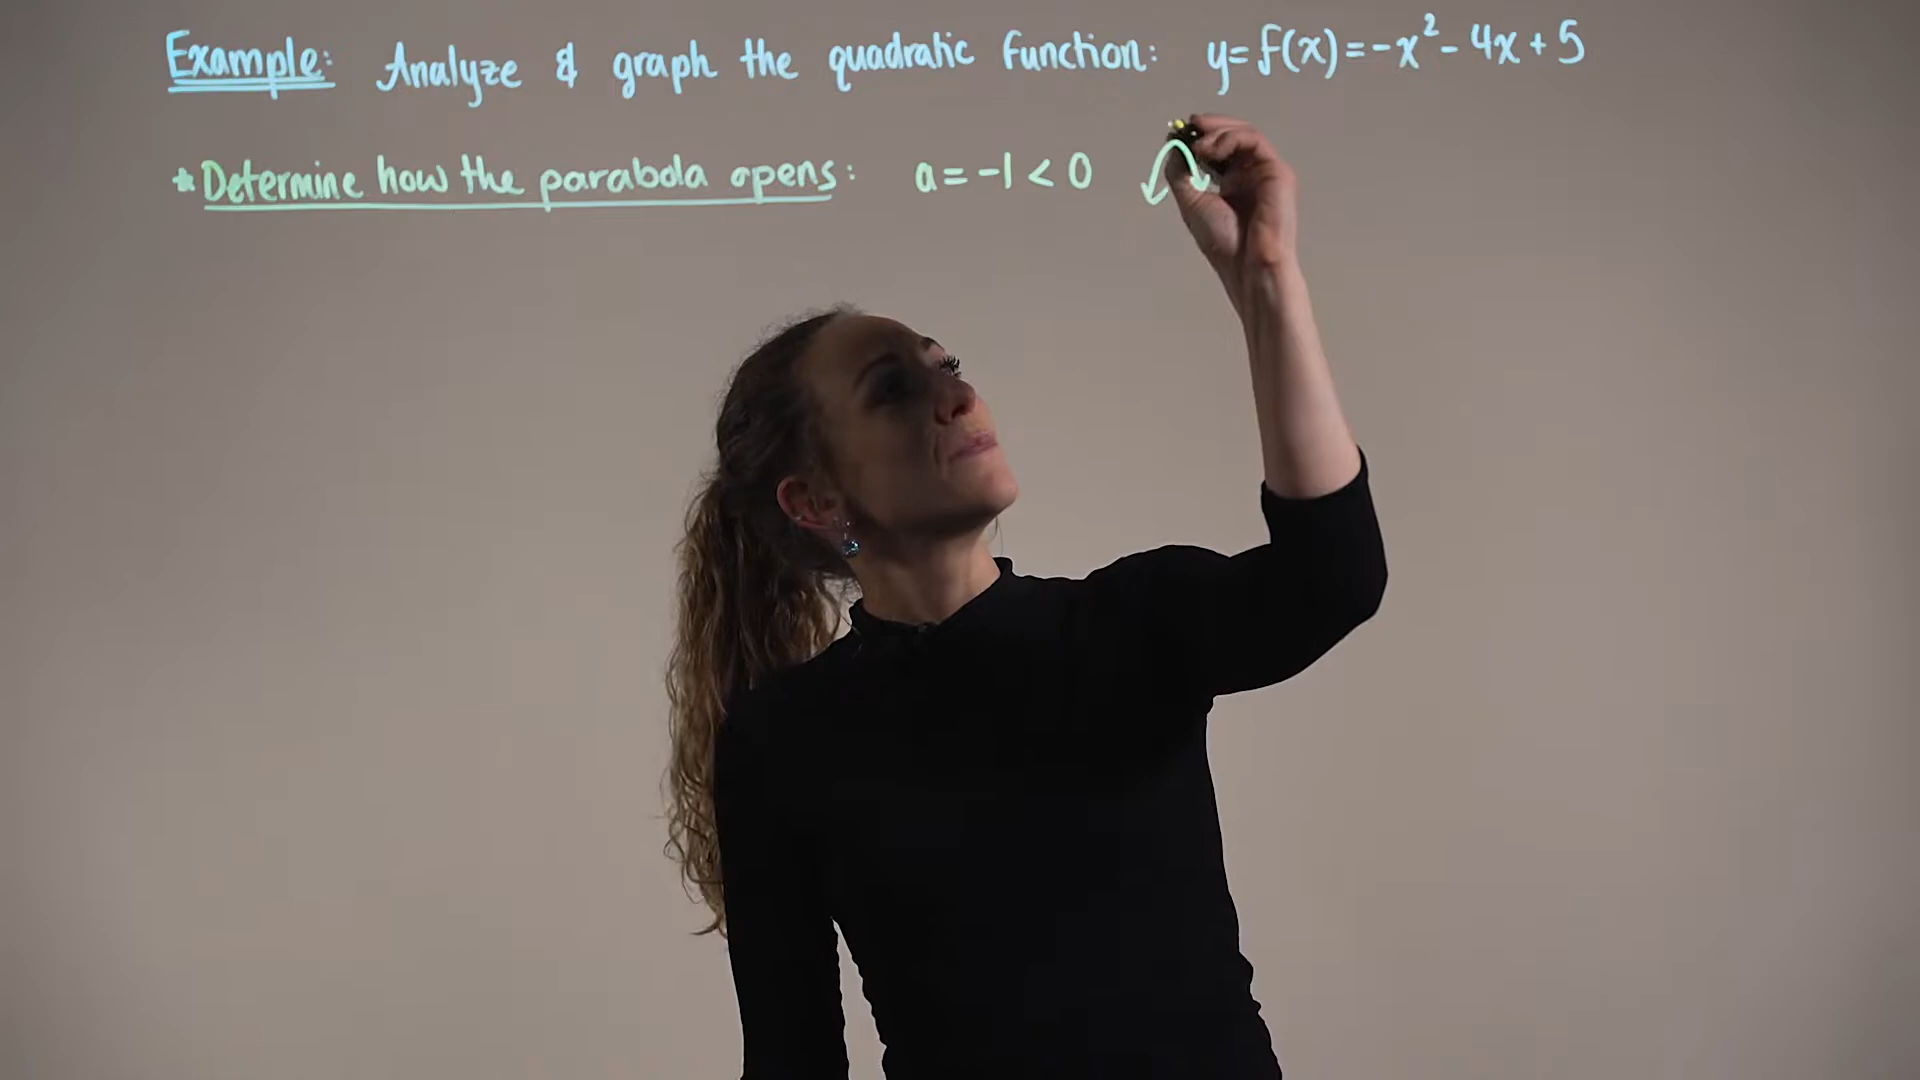 Example: Analyze & graph the quadratic function: y=f(x)=-x²-4x+5
*Determine how the parabola opens: a=-1<0